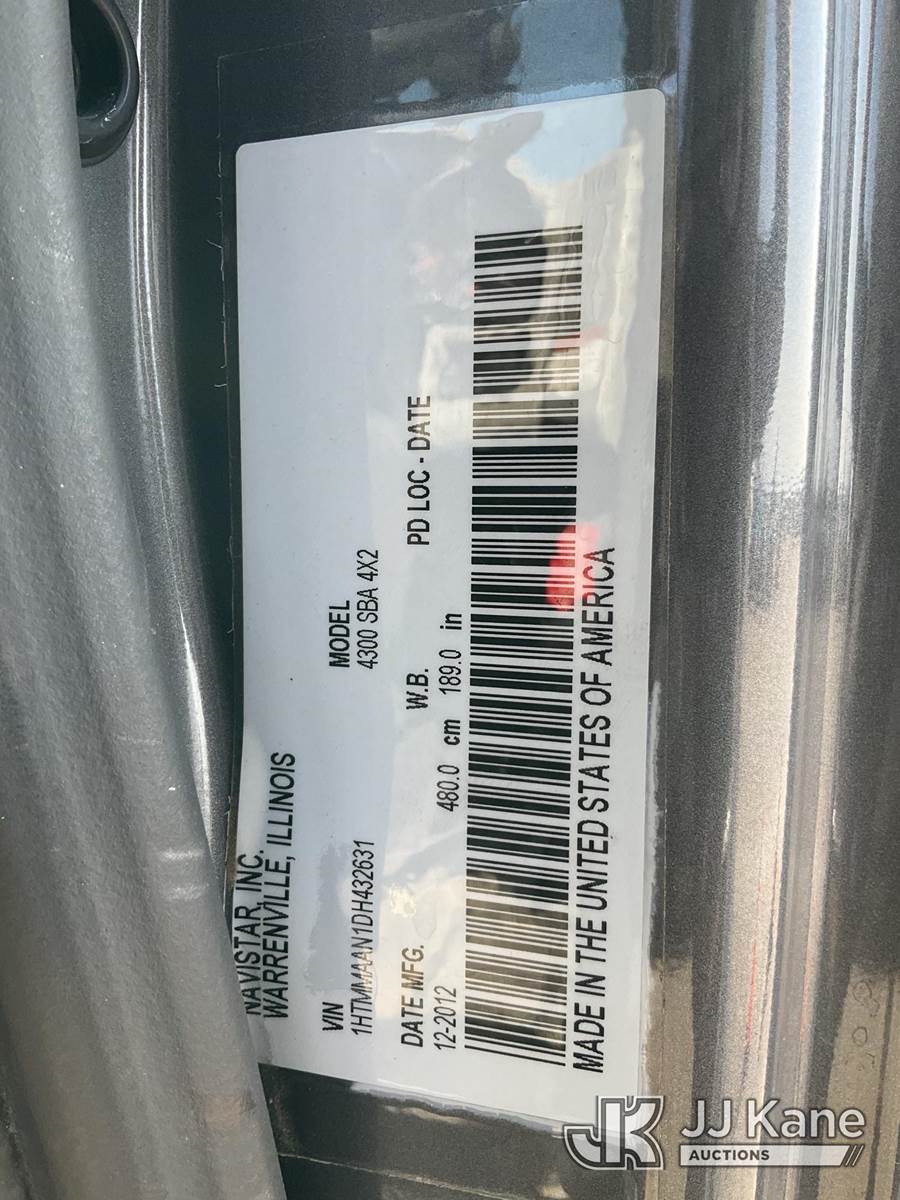 NAVISTAR, INC.
WARRENVILLE, ILLINOIS
VIN MODEL
1HTMMAAN1DH432631 4300 SBA 4X2
DATE MFG. W.B. PD LOC - DATE
12-2012 480.0 cm 189.0 in
MADE IN THE UNITED STATES OF AMERICA
JK JJ Kane
AUCTIONS